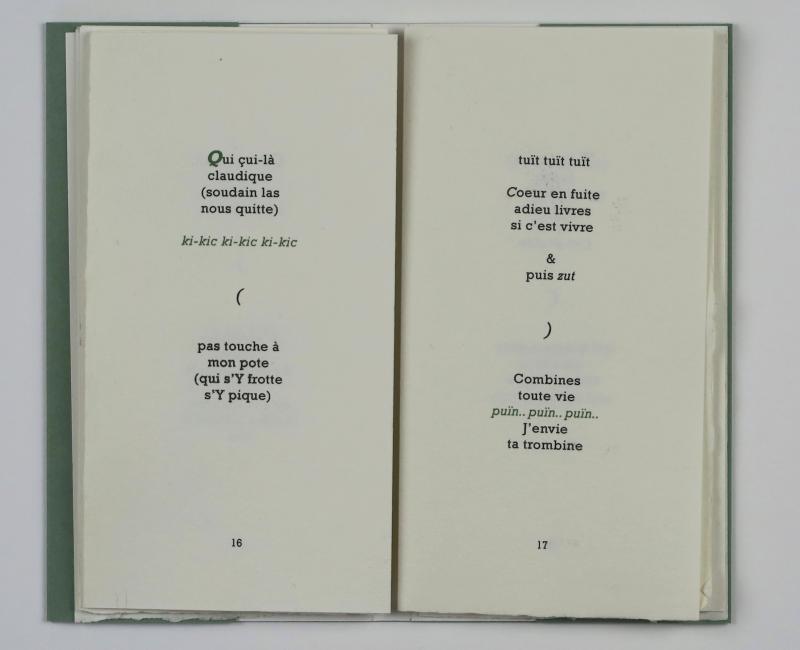 Qui çui-là
claudique
(soudain las
nous quitte)
ki-kic ki-kic ki-kic
(
pas touche à
mon pote
(qui s'Y frotte
s'Y pique)
16
tuït tuït tuït
Coeur en fuite
adieu livres
si c'est vivre
&
puis zut
)
Combines
toute vie
puïn.. puïn.. puïn..
J'envie
ta trombine
17